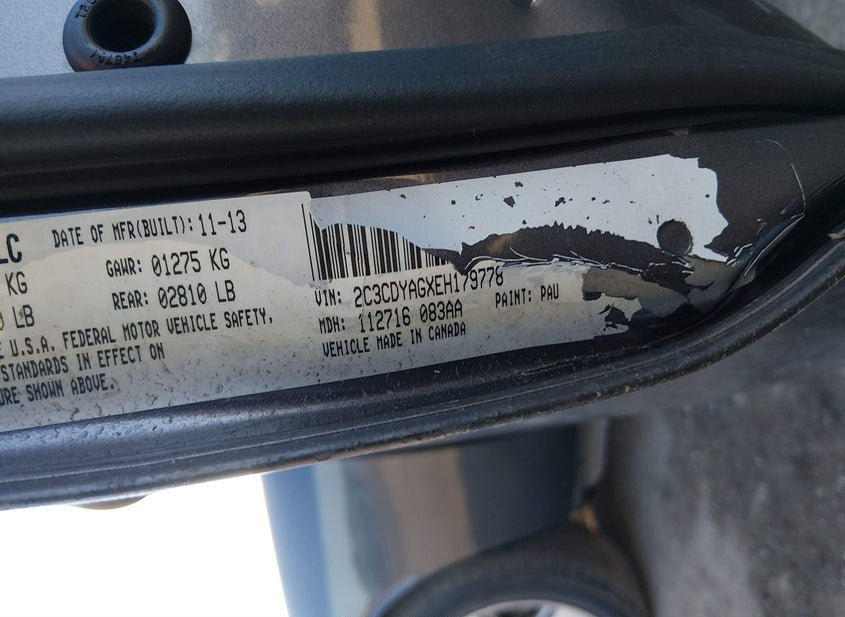 LC DATE OF MFR(BUILT): 11-13
KG GAWR: 01275 KG
LB REAR: 02810 LB
U.S.A. FEDERAL MOTOR VEHICLE SAFETY,
STANDARDS IN EFFECT ON
SHOWN ABOVE.
VIN: 2C3CDYAGXEH179778
MDH: 112716 083AA PAINT: PAU
VEHICLE MADE IN CANADA